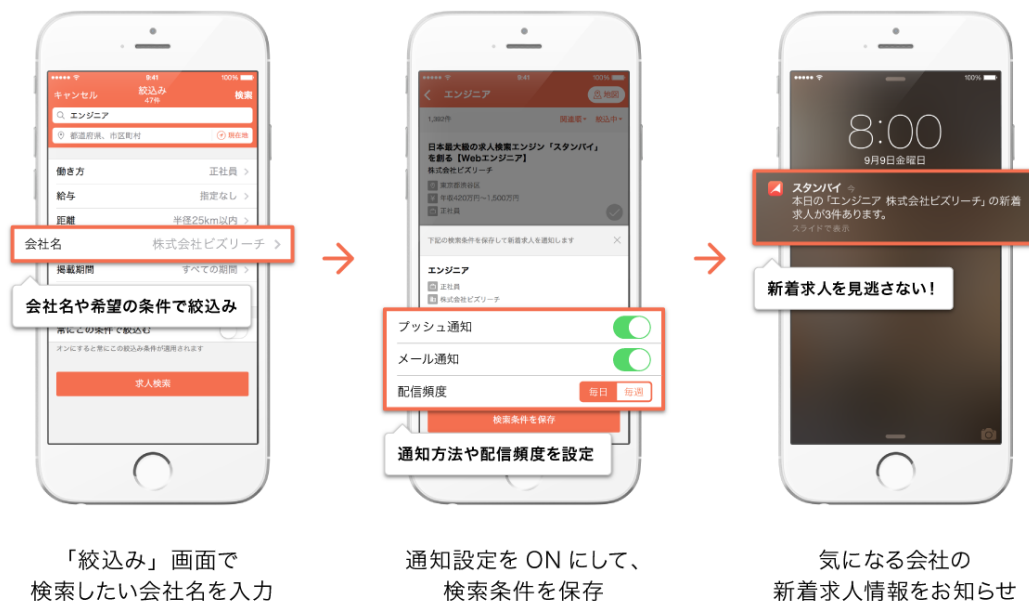 9:41
100%
キャンセル
絞込み
47件
検索
エンジニア
都道府県、市区町村
現在地
働き方
正社員
給与
指定なし
距離
半径25km以内
会社名
株式会社ビズリーチ
掲載期間
すべての期間
会社名や希望の条件で絞込み
常にこの条件で絞込む
オンにすると常にこの絞込み条件が適用されます
求人検索
「絞込み」画面で
検索したい会社名を入力
9:41
100%
エンジニア
地図
1,360件
関連順
絞込中
日本最大級の求人検索エンジン「スタンバイ」
を創る【Webエンジニア】
株式会社ビズリーチ
東京都渋谷区
年収420万円〜1,500万円
正社員
下記の検索条件を保存して新着求人を通知します
エンジニア
正社員
株式会社ビズリーチ
プッシュ通知
メール通知
配信頻度
毎日
毎週
検索条件を保存
通知方法や配信頻度を設定
通知設定を ON にして、
検索条件を保存
100%
8:00
9月9日金曜日
スタンバイ 今
本日の「エンジニア 株式会社ビズリーチ」の新着
求人が3件あります。
スライドで表示
新着求人を見逃さない!
気になる会社の
新着求人情報をお知らせ